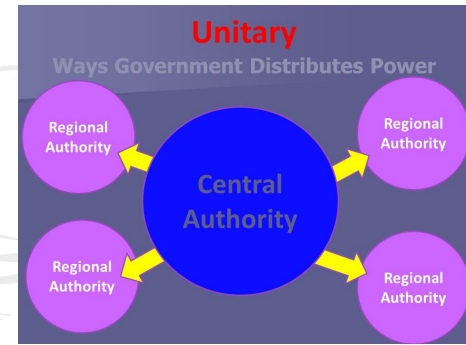 Unitary
Ways Government Distributes Power
Regional
Authority
Regional
Authority
Central
Authority
Regional
Authority
Regional
Authority